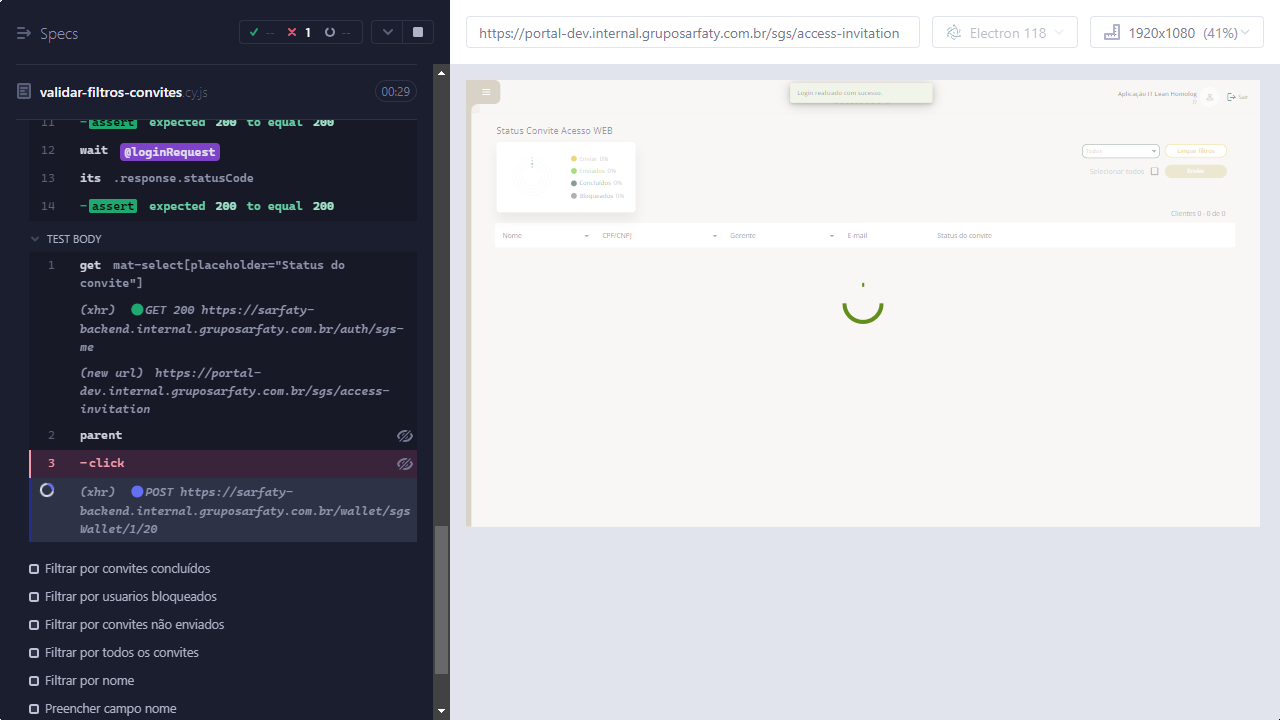 Specs
--
1
--
https://portal-dev.internal.gruposarfaty.com.br/sgs/access-invitation
Electron 118
1920x1080 (41%)
validar-filtros-convites.cy.js
00:29
11 -assert expected 200 to equal 200
12 wait @loginRequest
13 its .response.statusCode
14 -assert expected 200 to equal 200
TEST BODY
1 get mat-select[placeholder="Status do
convite"]
(xhr) GET 200 https://sarfaty-
backend.internal.gruposarfaty.com.br/auth/sgs-
me
(new url) https://portal-
dev.internal.gruposarfaty.com.br/sgs/access-
invitation
2 parent
3 -click
(xhr) POST https://sarfaty-
backend.internal.gruposarfaty.com.br/wallet/sgs
Wallet/1/20
Filtrar por convites concluídos
Filtrar por usuarios bloqueados
Filtrar por convites não enviados
Filtrar por todos os convites
Filtrar por nome
Preencher campo nome
Login realizado com sucesso.
Aplicação IT Lean Homolog
Sair
Status Convite Acesso WEB
Enviar 0%
Enviados 0%
Concluídos 0%
Bloqueados 0%
Todos
Limpar filtros
Selecionar todos
Enviar
Clientes 0 - 0 de 0
Nome
CPF/CNPJ
Gerente
E-mail
Status do convite